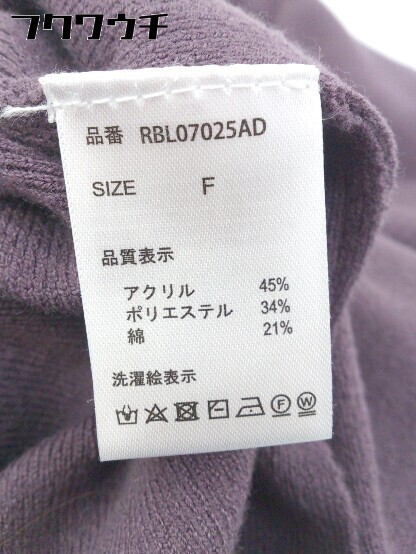 フクワウチ
品番 RBL07025AD
SIZE F
品質表示
アクリル 45%
ポリエステル 34%
綿 21%
洗濯絵表示